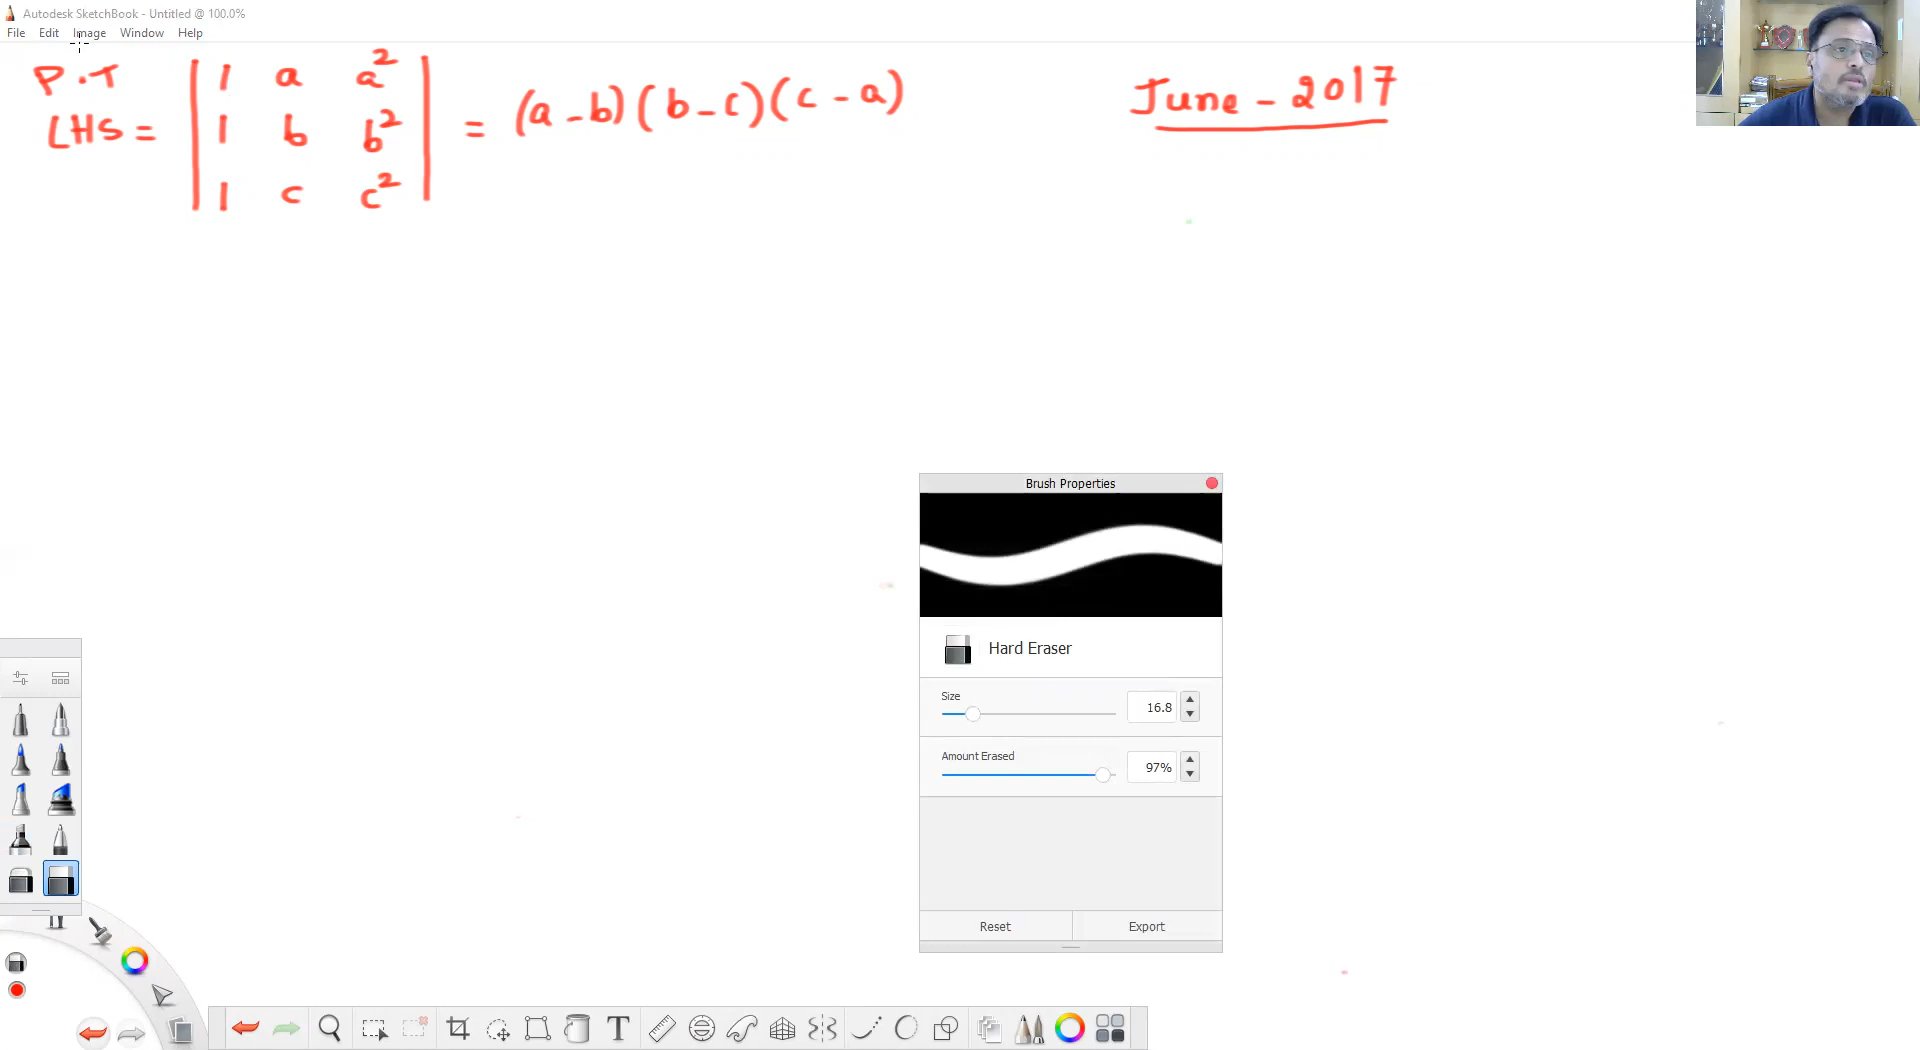 Autodesk SketchBook - Untitled @ 100.0%
File Edit Image Window Help
P.T
LHS = | 1 a a² | = (a - b) (b - c) (c - a)
| 1 b b² |
| 1 c c² |
June - 2017
Brush Properties
Hard Eraser
Size
16.8
Amount Erased
97%
Reset Export
T